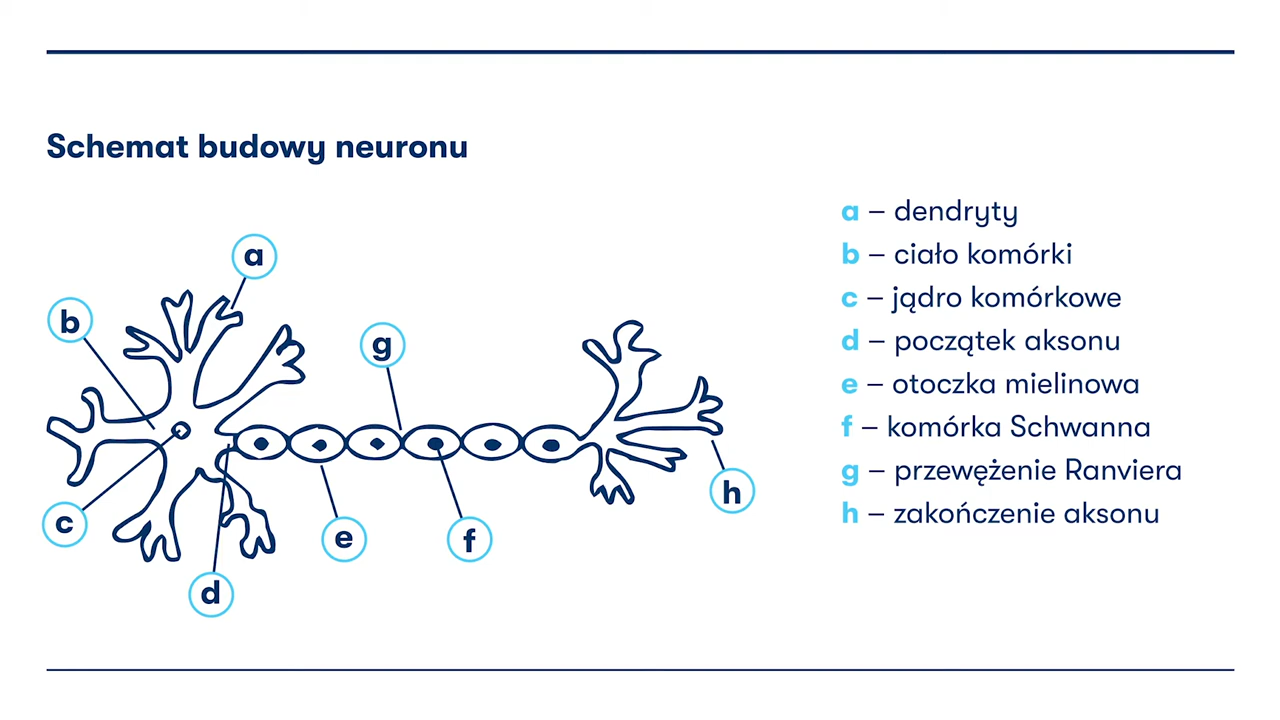 Schemat budowy neuronu
a
b
g
c
d
e
f
h
a – dendryty
b – ciało komórki
c – jądro komórkowe
d – początek aksonu
e – otoczka mielinowa
f – komórka Schwanna
g – przewężenie Ranviera
h – zakończenie aksonu